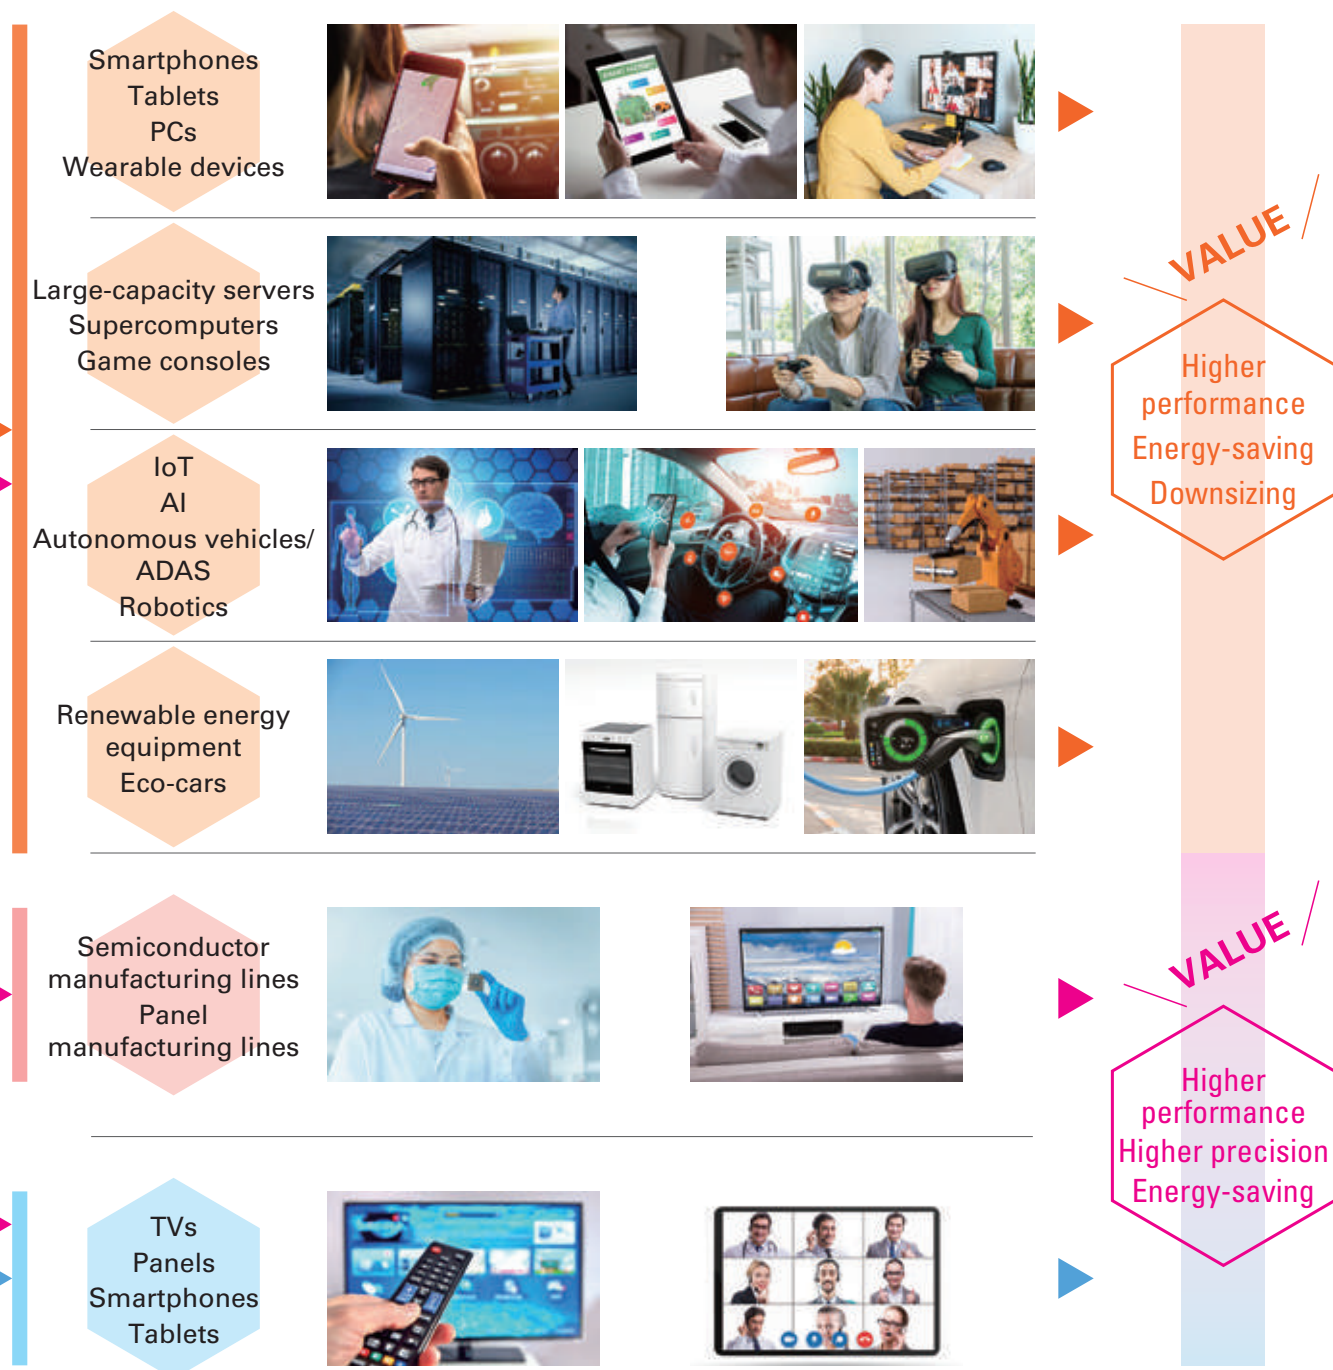 Smartphones
Tablets
PCs
Wearable devices
Large-capacity servers
Supercomputers
Game consoles
IoT
AI
Autonomous vehicles/
ADAS
Robotics
Renewable energy
equipment
Eco-cars
VALUE
Higher
performance
Energy-saving
Downsizing
Semiconductor
manufacturing lines
Panel
manufacturing lines
TVs
Panels
Smartphones
Tablets
VALUE
Higher
performance
Higher precision
Energy-saving